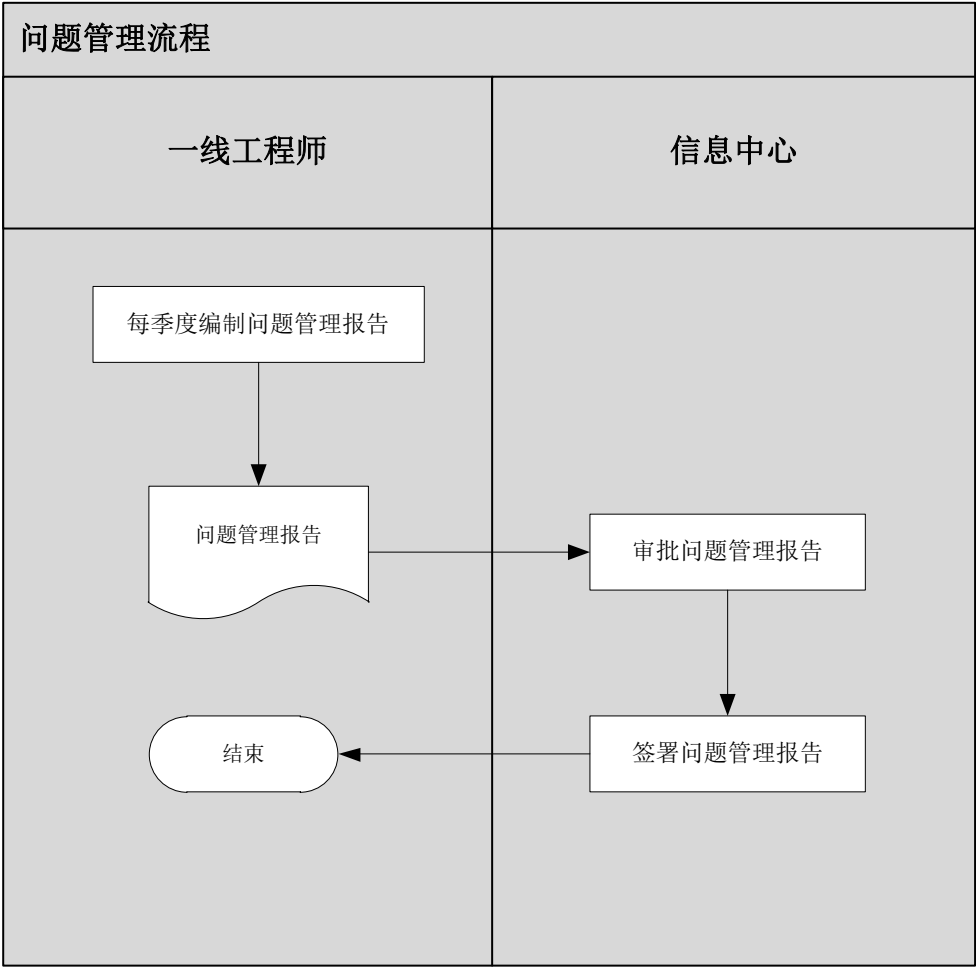 问题管理流程
一线工程师
信息中心
每季度编制问题管理报告
问题管理报告
审批问题管理报告
结束
签署问题管理报告